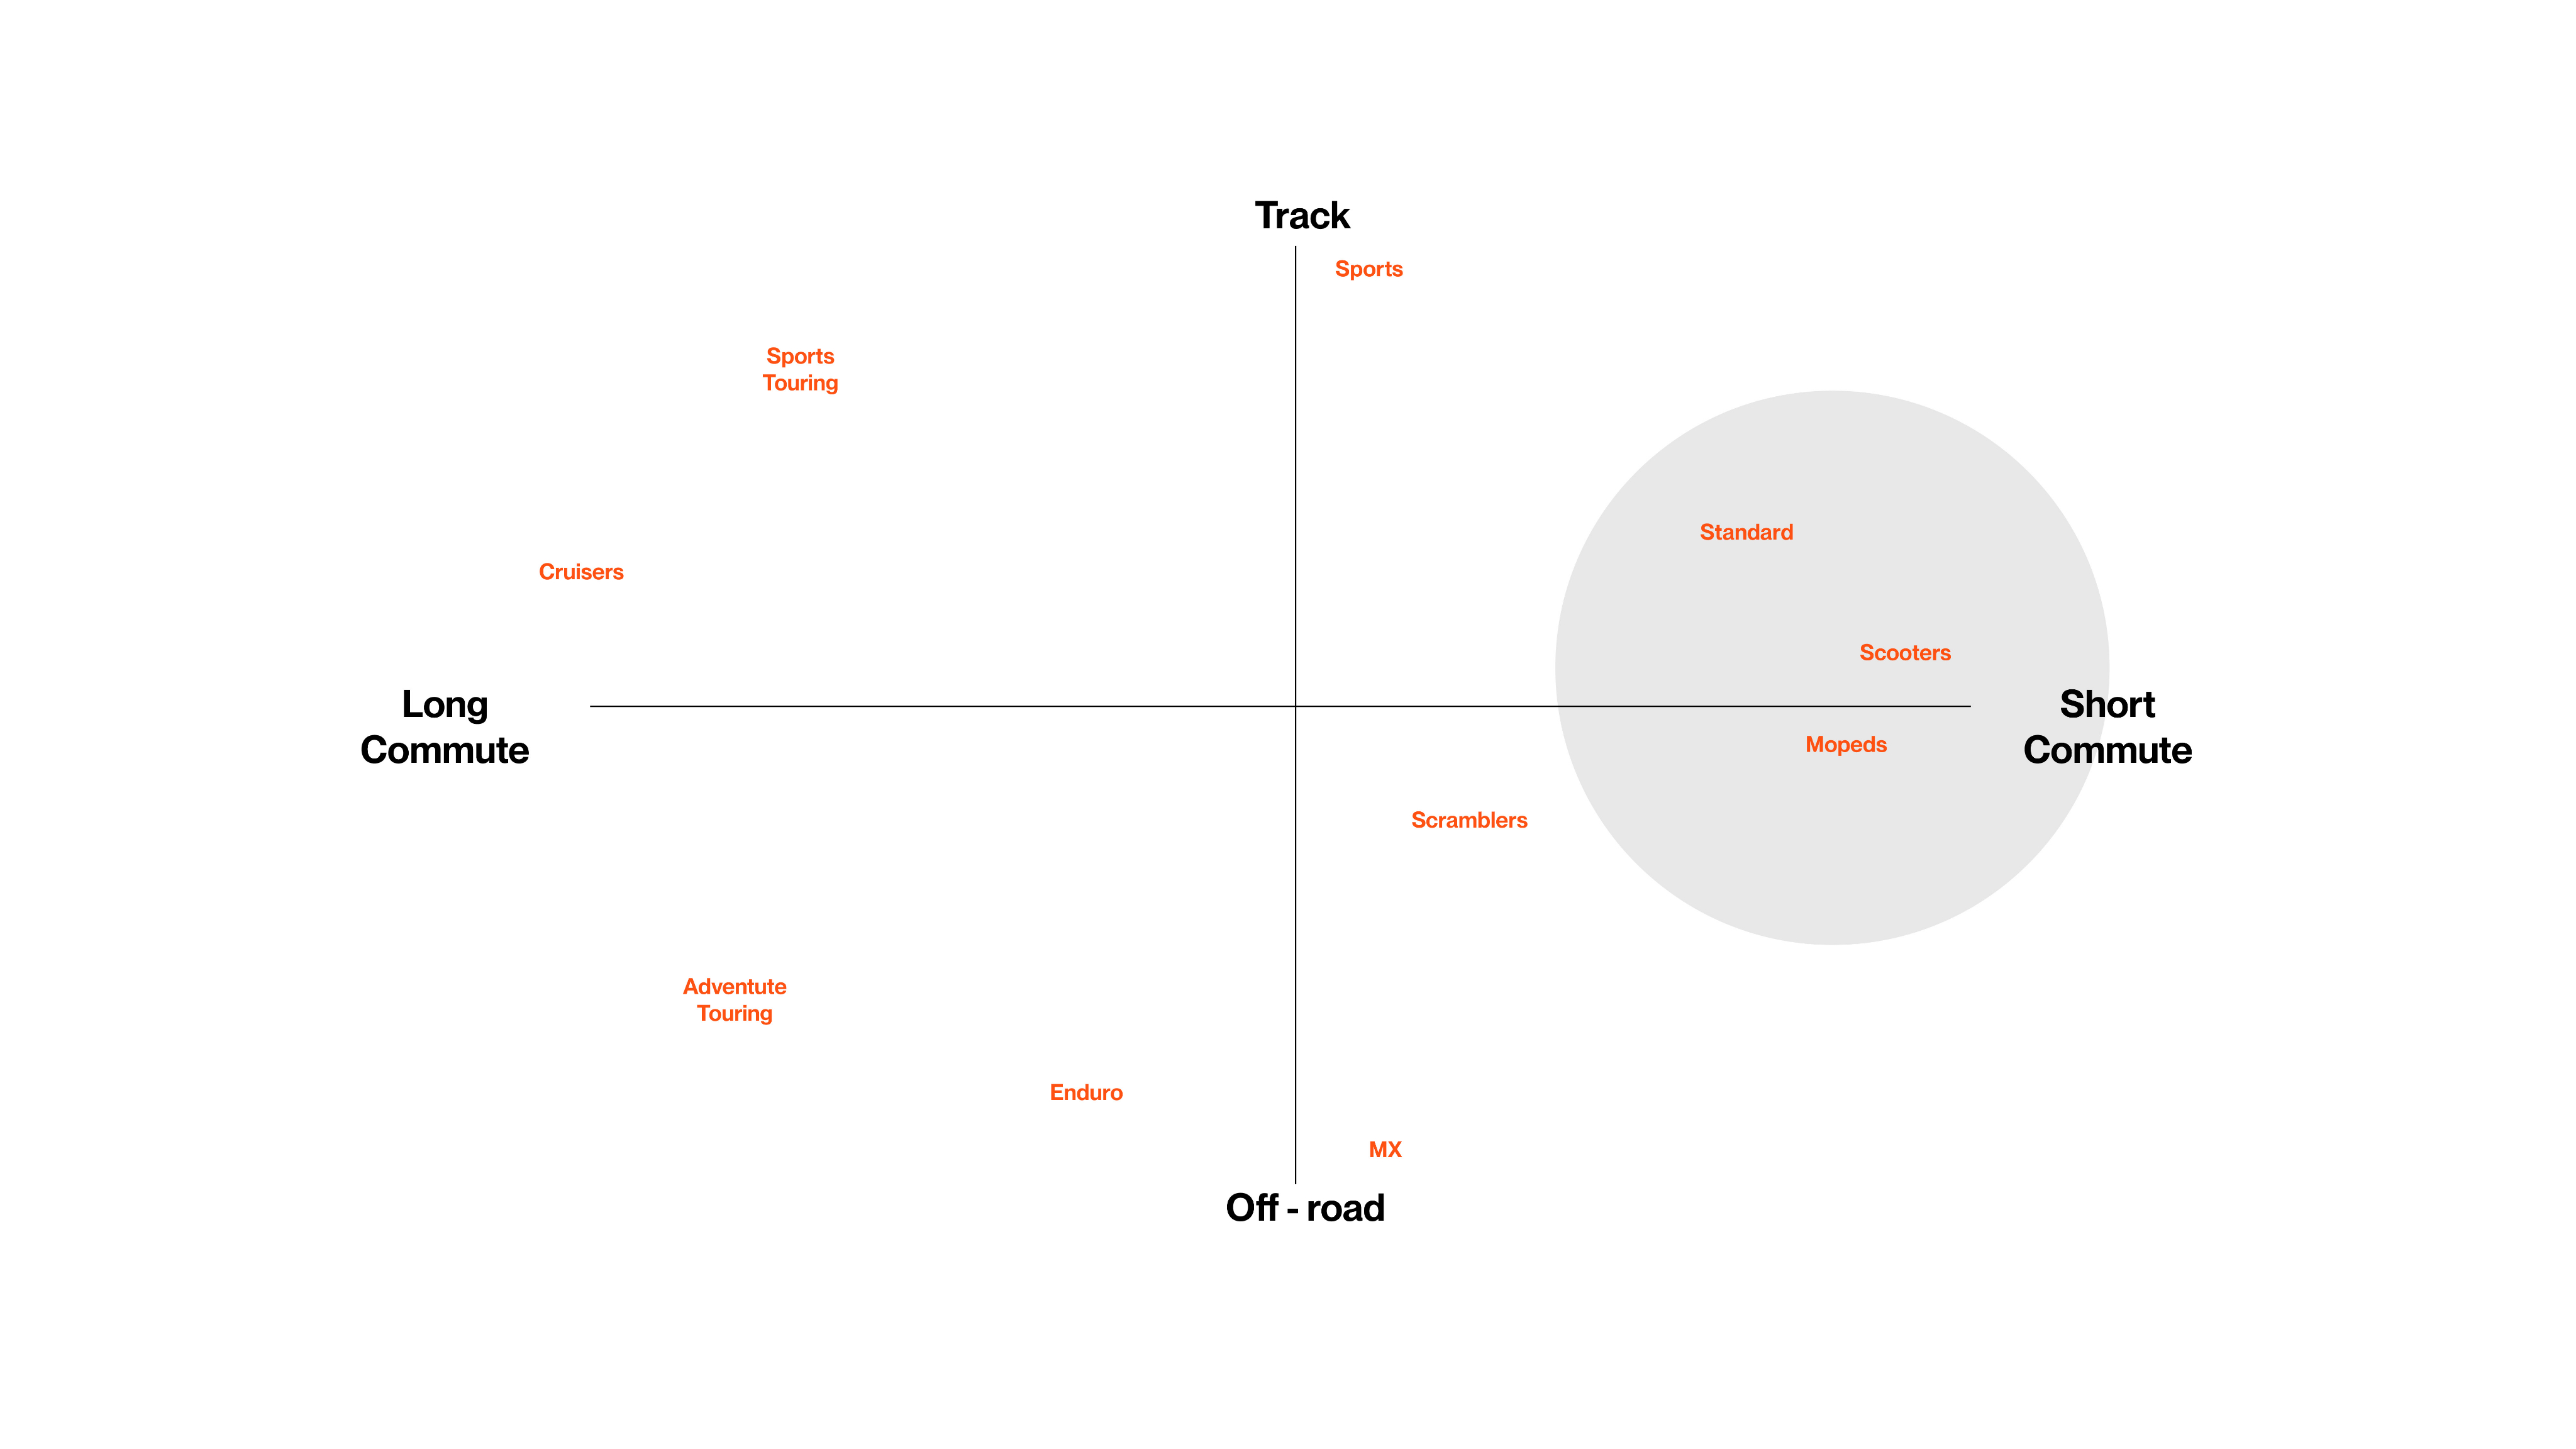 Track
Sports
Sports
Touring
Standard
Cruisers
Scooters
Long
Commute
Short
Commute
Mopeds
Scramblers
Adventute
Touring
Enduro
MX
Off - road